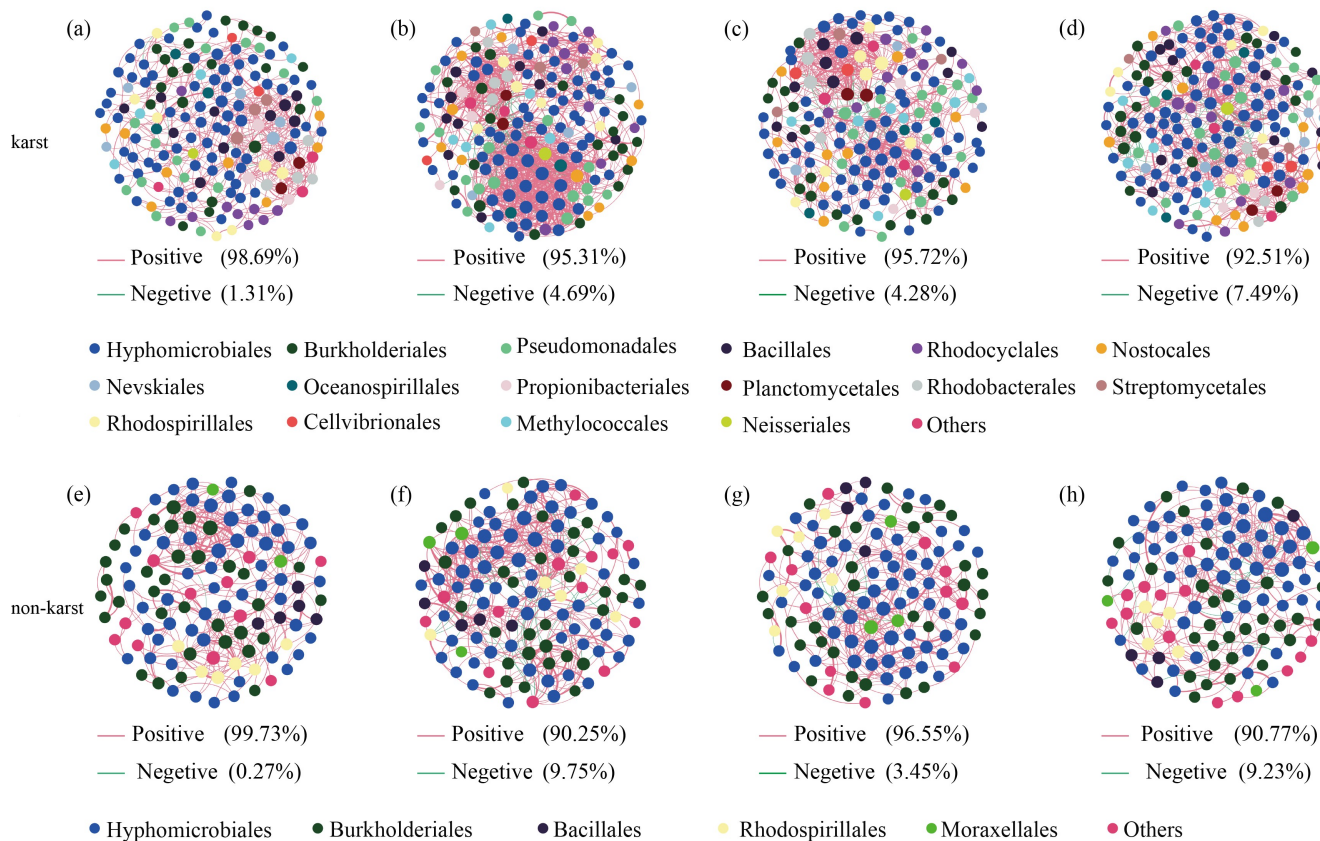 (a) (b) (c) (d)
karst
Positive (98.69%) Positive (95.31%) Positive (95.72%) Positive (92.51%)
Negetive (1.31%) Negetive (4.69%) Negetive (4.28%) Negetive (7.49%)
Hyphomicrobiales Burkholderiales Pseudomonadales Bacillales Rhodocyclales Nostocales
Nevskiales Oceanospirillales Propionibacteriales Planctomycetales Rhodobacterales Streptomycetales
Rhodospirillales Cellvibrionales Methylococcales Neisseriales Others
(e) (f) (g) (h)
non-karst
Positive (99.73%) Positive (90.25%) Positive (96.55%) Positive (90.77%)
Negetive (0.27%) Negetive (9.75%) Negetive (3.45%) Negetive (9.23%)
Hyphomicrobiales Burkholderiales Bacillales Rhodospirillales Moraxellales Others